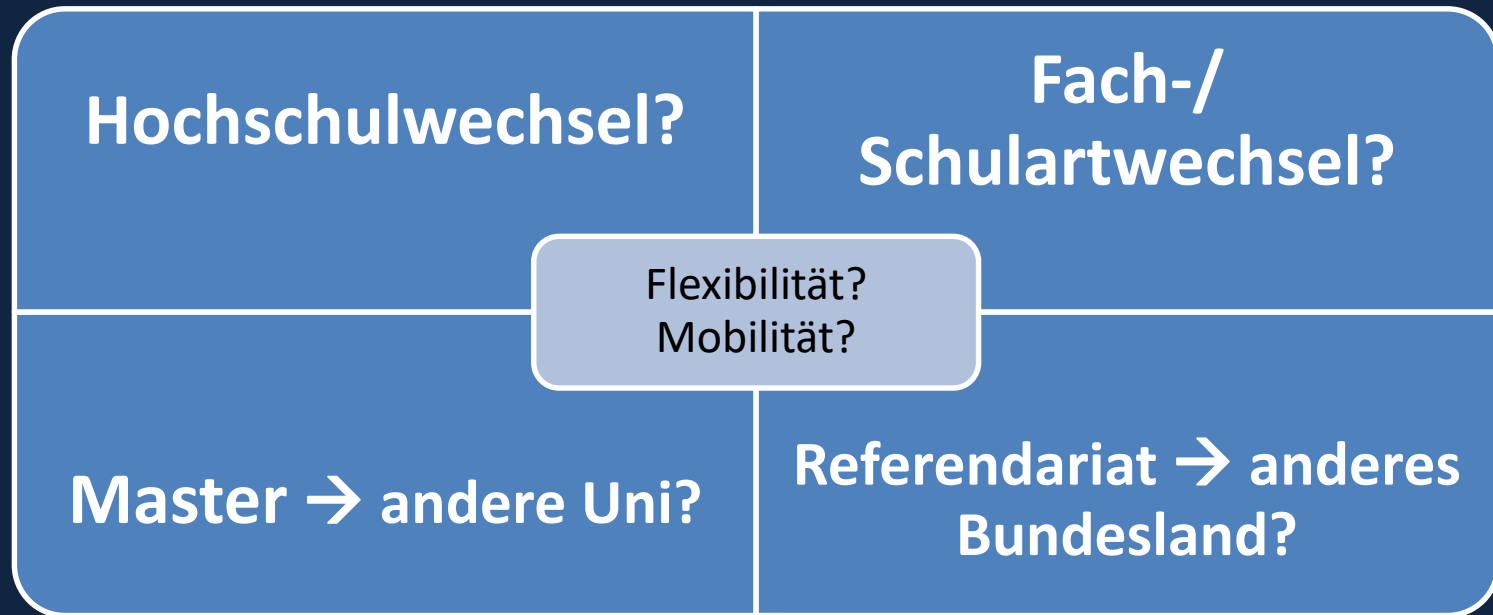 Hochschulwechsel?
Fach-/
Schulartwechsel?
Flexibilität?
Mobilität?
Master → andere Uni?
Referendariat → anderes
Bundesland?